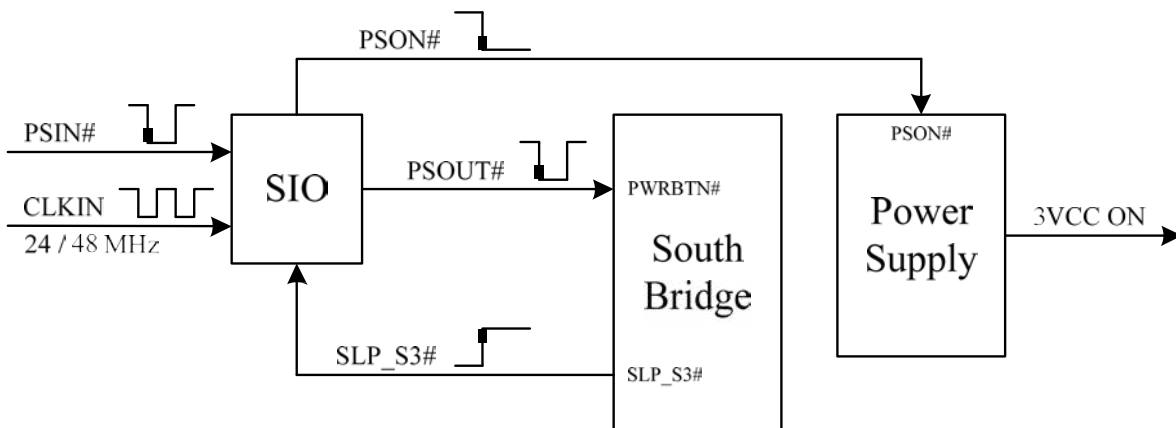 PSON#
PSIN#
SIO
CLKIN
24 / 48 MHz
PSOUT#
PWRBTN#
South
Bridge
SLP_S3#
SLP_S3#
PSON#
Power
Supply
3VCC ON